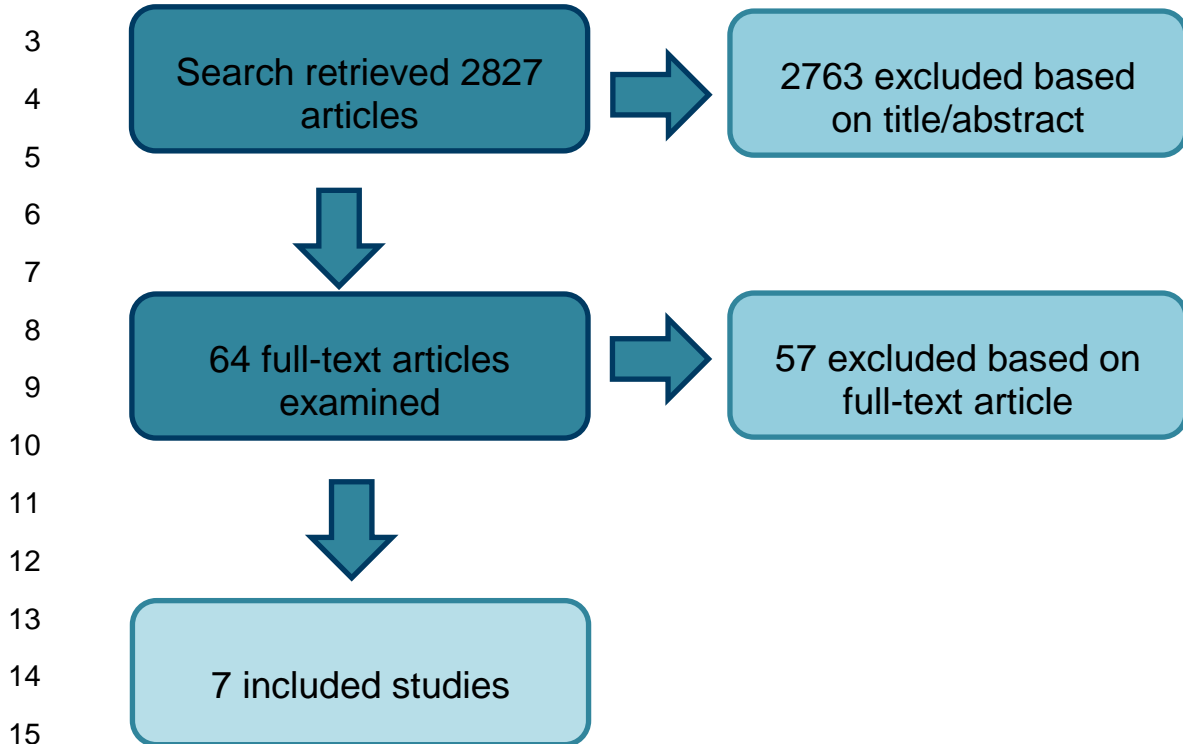 3
Search retrieved 2827
articles
2763 excluded based
on title/abstract
4
5
6
7
8
64 full-text articles
examined
57 excluded based on
full-text article
9
10
11
12
13
14
7 included studies
15